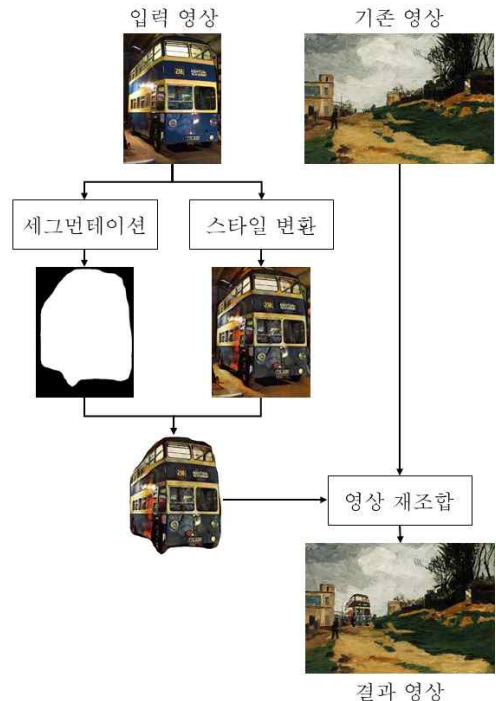 입력 영상
기존 영상
세그먼테이션
스타일 변환
영상 재조합
결과 영상